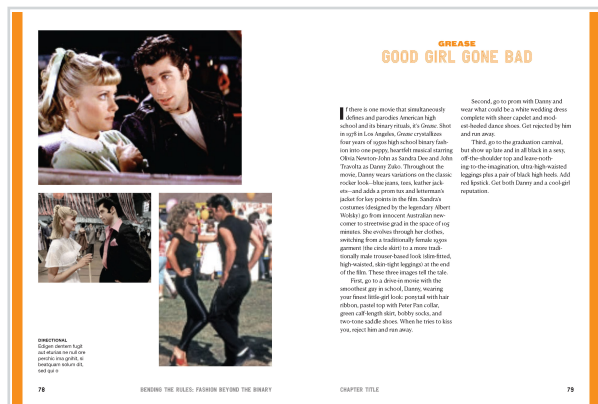 DIRECTIONAL
Edigen dentem fugit
aut eturias ne null ore
perchic ima gnihit, si
beatquam solum dit,
sed qui o
78
BENDING THE RULES: FASHION BEYOND THE BINARY
GREASE
GOOD GIRL GONE BAD
If there is one movie that simultaneously
defines and parodies American high
school and its binary rituals, it's Grease. Shot
in 1978 in Los Angeles, Grease crystallizes
four years of 1950s high school binary fash-
ion into one peppy, heartfelt musical starring
Olivia Newton-John as Sandra Dee and John
Travolta as Danny Zuko. Throughout the
movie, Danny wears variations on the classic
rocker look—blue jeans, tees, leather jack-
ets—and adds a prom tux and letterman's
jacket for key points in the film. Sandra's
costumes (designed by the legendary Albert
Wolsky) go from innocent Australian new-
comer to streetwise grad in the space of 105
minutes. She evolves through her clothes,
switching from a traditionally female 1950s
garment (the circle skirt) to a more tradi-
tionally male trouser-based look (slim-fitted,
high-waisted, skin-tight leggings) at the end
of the film. These three images tell the tale.
First, go to a drive-in movie with the
smoothest guy in school, Danny, wearing
your finest little-girl look: ponytail with hair
ribbon, pastel top with Peter Pan collar,
green calf-length skirt, bobby socks, and
two-tone saddle shoes. When he tries to kiss
you, reject him and run away.
Second, go to prom with Danny and
wear what could be a white wedding dress
complete with sheer capelet and mod-
est-heeled dance shoes. Get rejected by him
and run away.
Third, go to the graduation carnival,
but show up late and in all black in a sexy,
off-the-shoulder top and leave-noth-
ing-to-the-imagination, ultra-high-waisted
leggings plus a pair of black high heels. Add
red lipstick. Get both Danny and a cool-girl
reputation.
CHAPTER TITLE
79